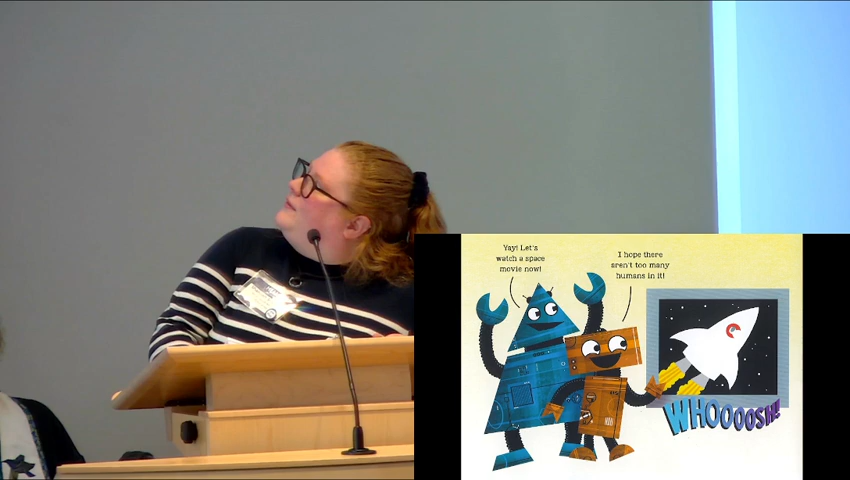 Yay! Let's
watch a space
movie now!
I hope there
aren't too many
humans in it!
WHOOOOSH!